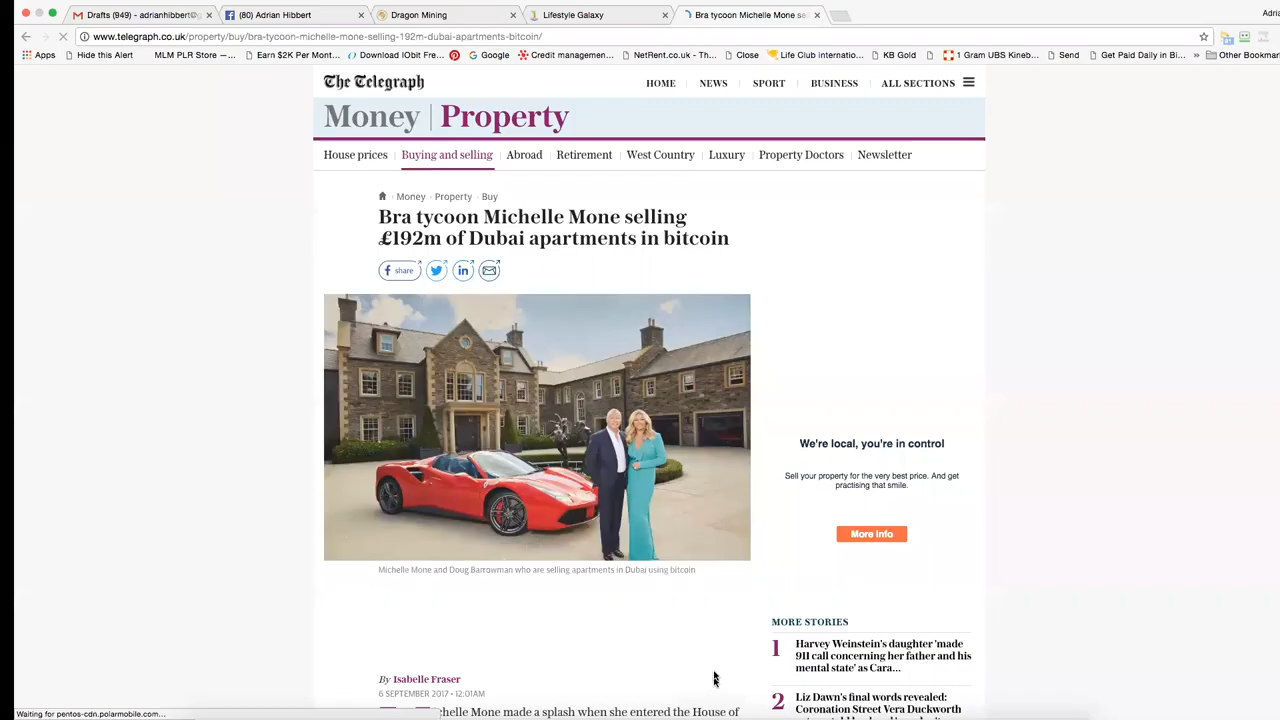 Drafts (949) - adrianhibbert@g
(80) Adrian Hibbert
Dragon Mining
Lifestyle Galaxy
Bra tycoon Michelle Mone se
Adria
www.telegraph.co.uk/property/buy/bra-tycoon-michelle-mone-selling-192m-dubai-apartments-bitcoin/
Apps
Hide this Alert
MLM PLR Store —...
Earn $2K Per Mont...
Download IObit Free...
Google
Credit managemen...
NetRent.co.uk - Th...
Close
Life Club internatio...
KB Gold
1 Gram UBS Kineb...
Send
Get Paid Daily in Bi...
Other Bookmar
The Telegraph
HOME
NEWS
SPORT
BUSINESS
ALL SECTIONS
Money | Property
House prices
Buying and selling
Abroad
Retirement
West Country
Luxury
Property Doctors
Newsletter
Money › Property › Buy
Bra tycoon Michelle Mone selling
£192m of Dubai apartments in bitcoin
share
Michelle Mone and Doug Barrowman who are selling apartments in Dubai using bitcoin
We're local, you're in control
Sell your property for the very best price. And get
practising that smile.
More Info
MORE STORIES
1
Harvey Weinstein's daughter 'made
911 call concerning her father and his
mental state' as Cara...
2
Liz Dawn's final words revealed:
Coronation Street Vera Duckworth
By Isabelle Fraser
6 SEPTEMBER 2017 • 12:01AM
chelle Mone made a splash when she entered the House of
Waiting for pentos-cdn.polarmobile.com...